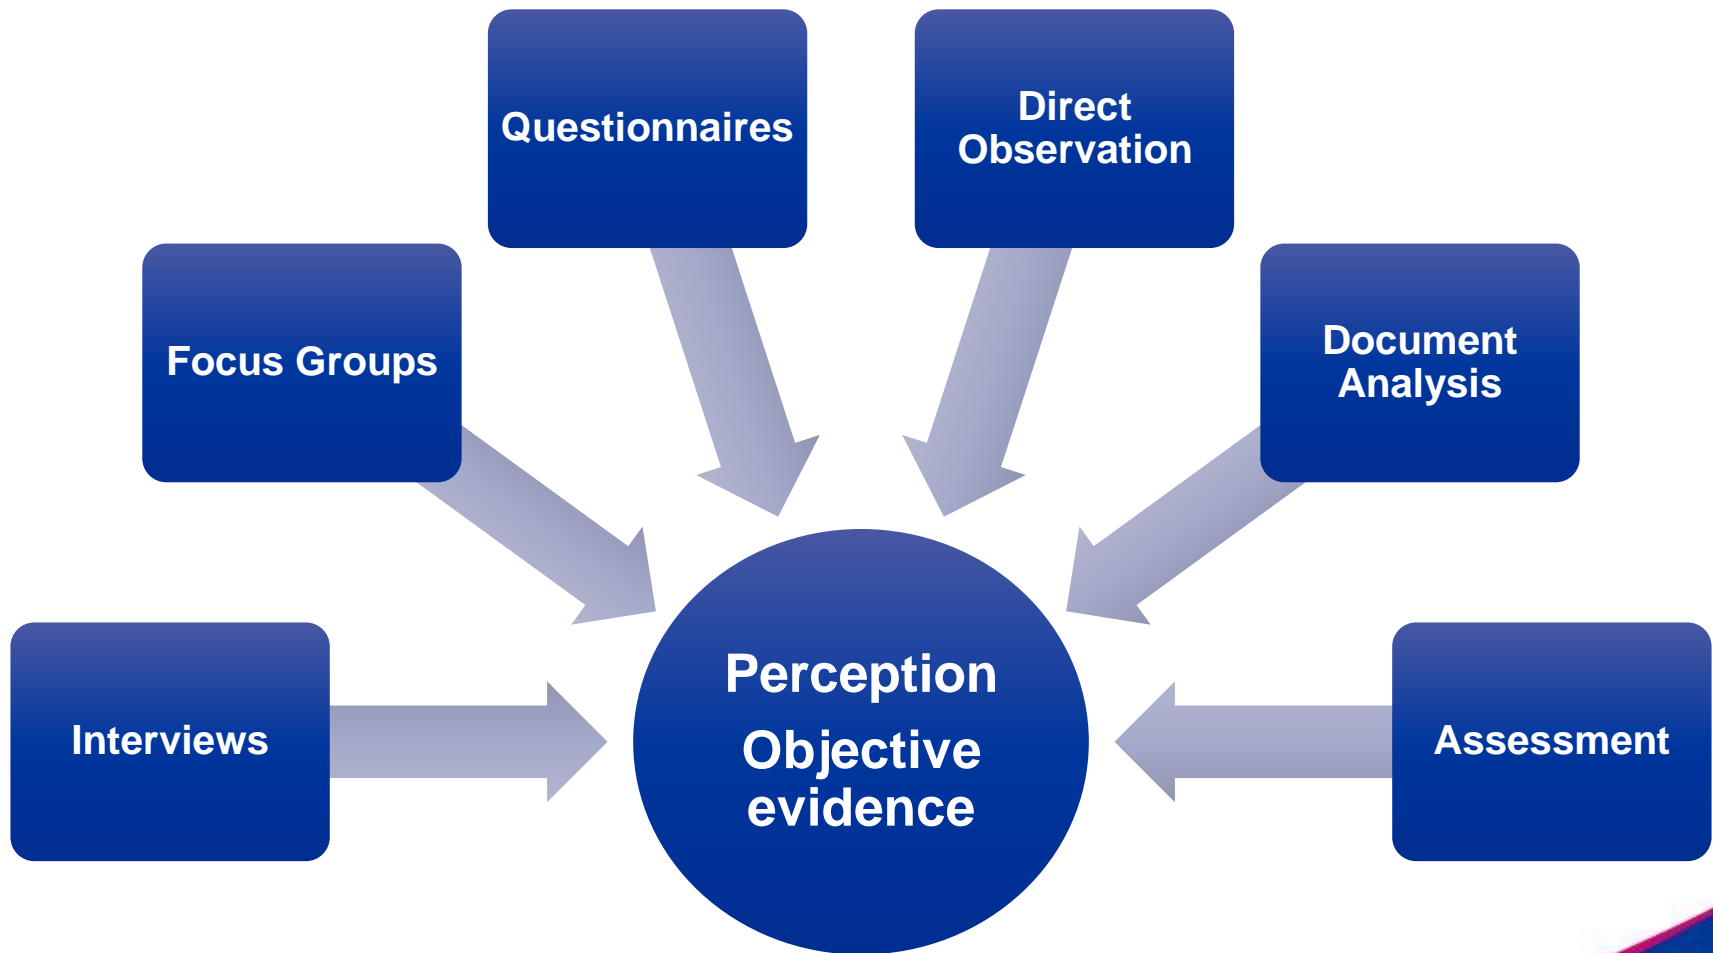 Questionnaires
Direct
Observation
Focus Groups
Document
Analysis
Interviews
Perception
Objective
evidence
Assessment